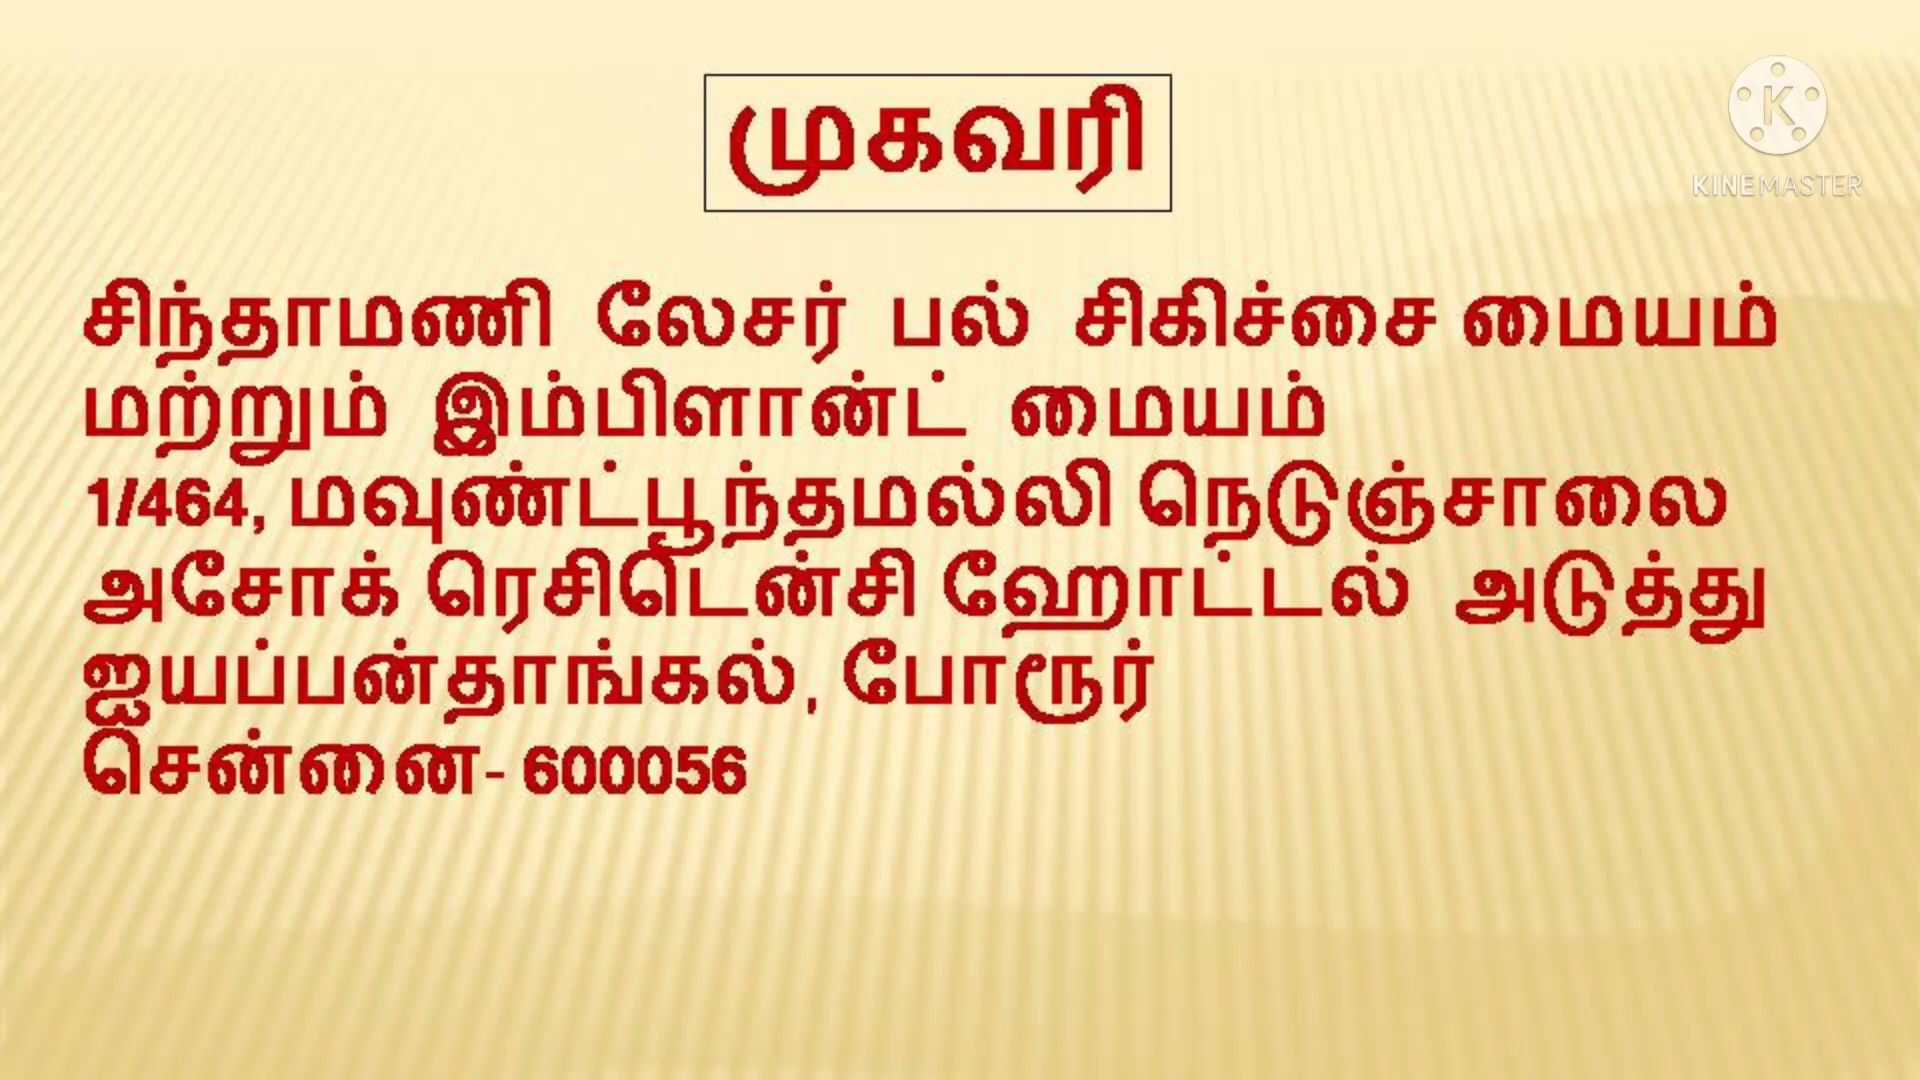 முகவரி
KINEMASTER
சிந்தாமணி லேசர் பல் சிகிச்சை மையம்
மற்றும் இம்பிளான்ட் மையம்
1/464, மவுண்ட்பூந்தமல்லி நெடுஞ்சாலை
அசோக் ரெசிடென்சி ஹோட்டல் அடுத்து
ஐயப்பன்தாங்கல், போரூர்
சென்னை- 600056